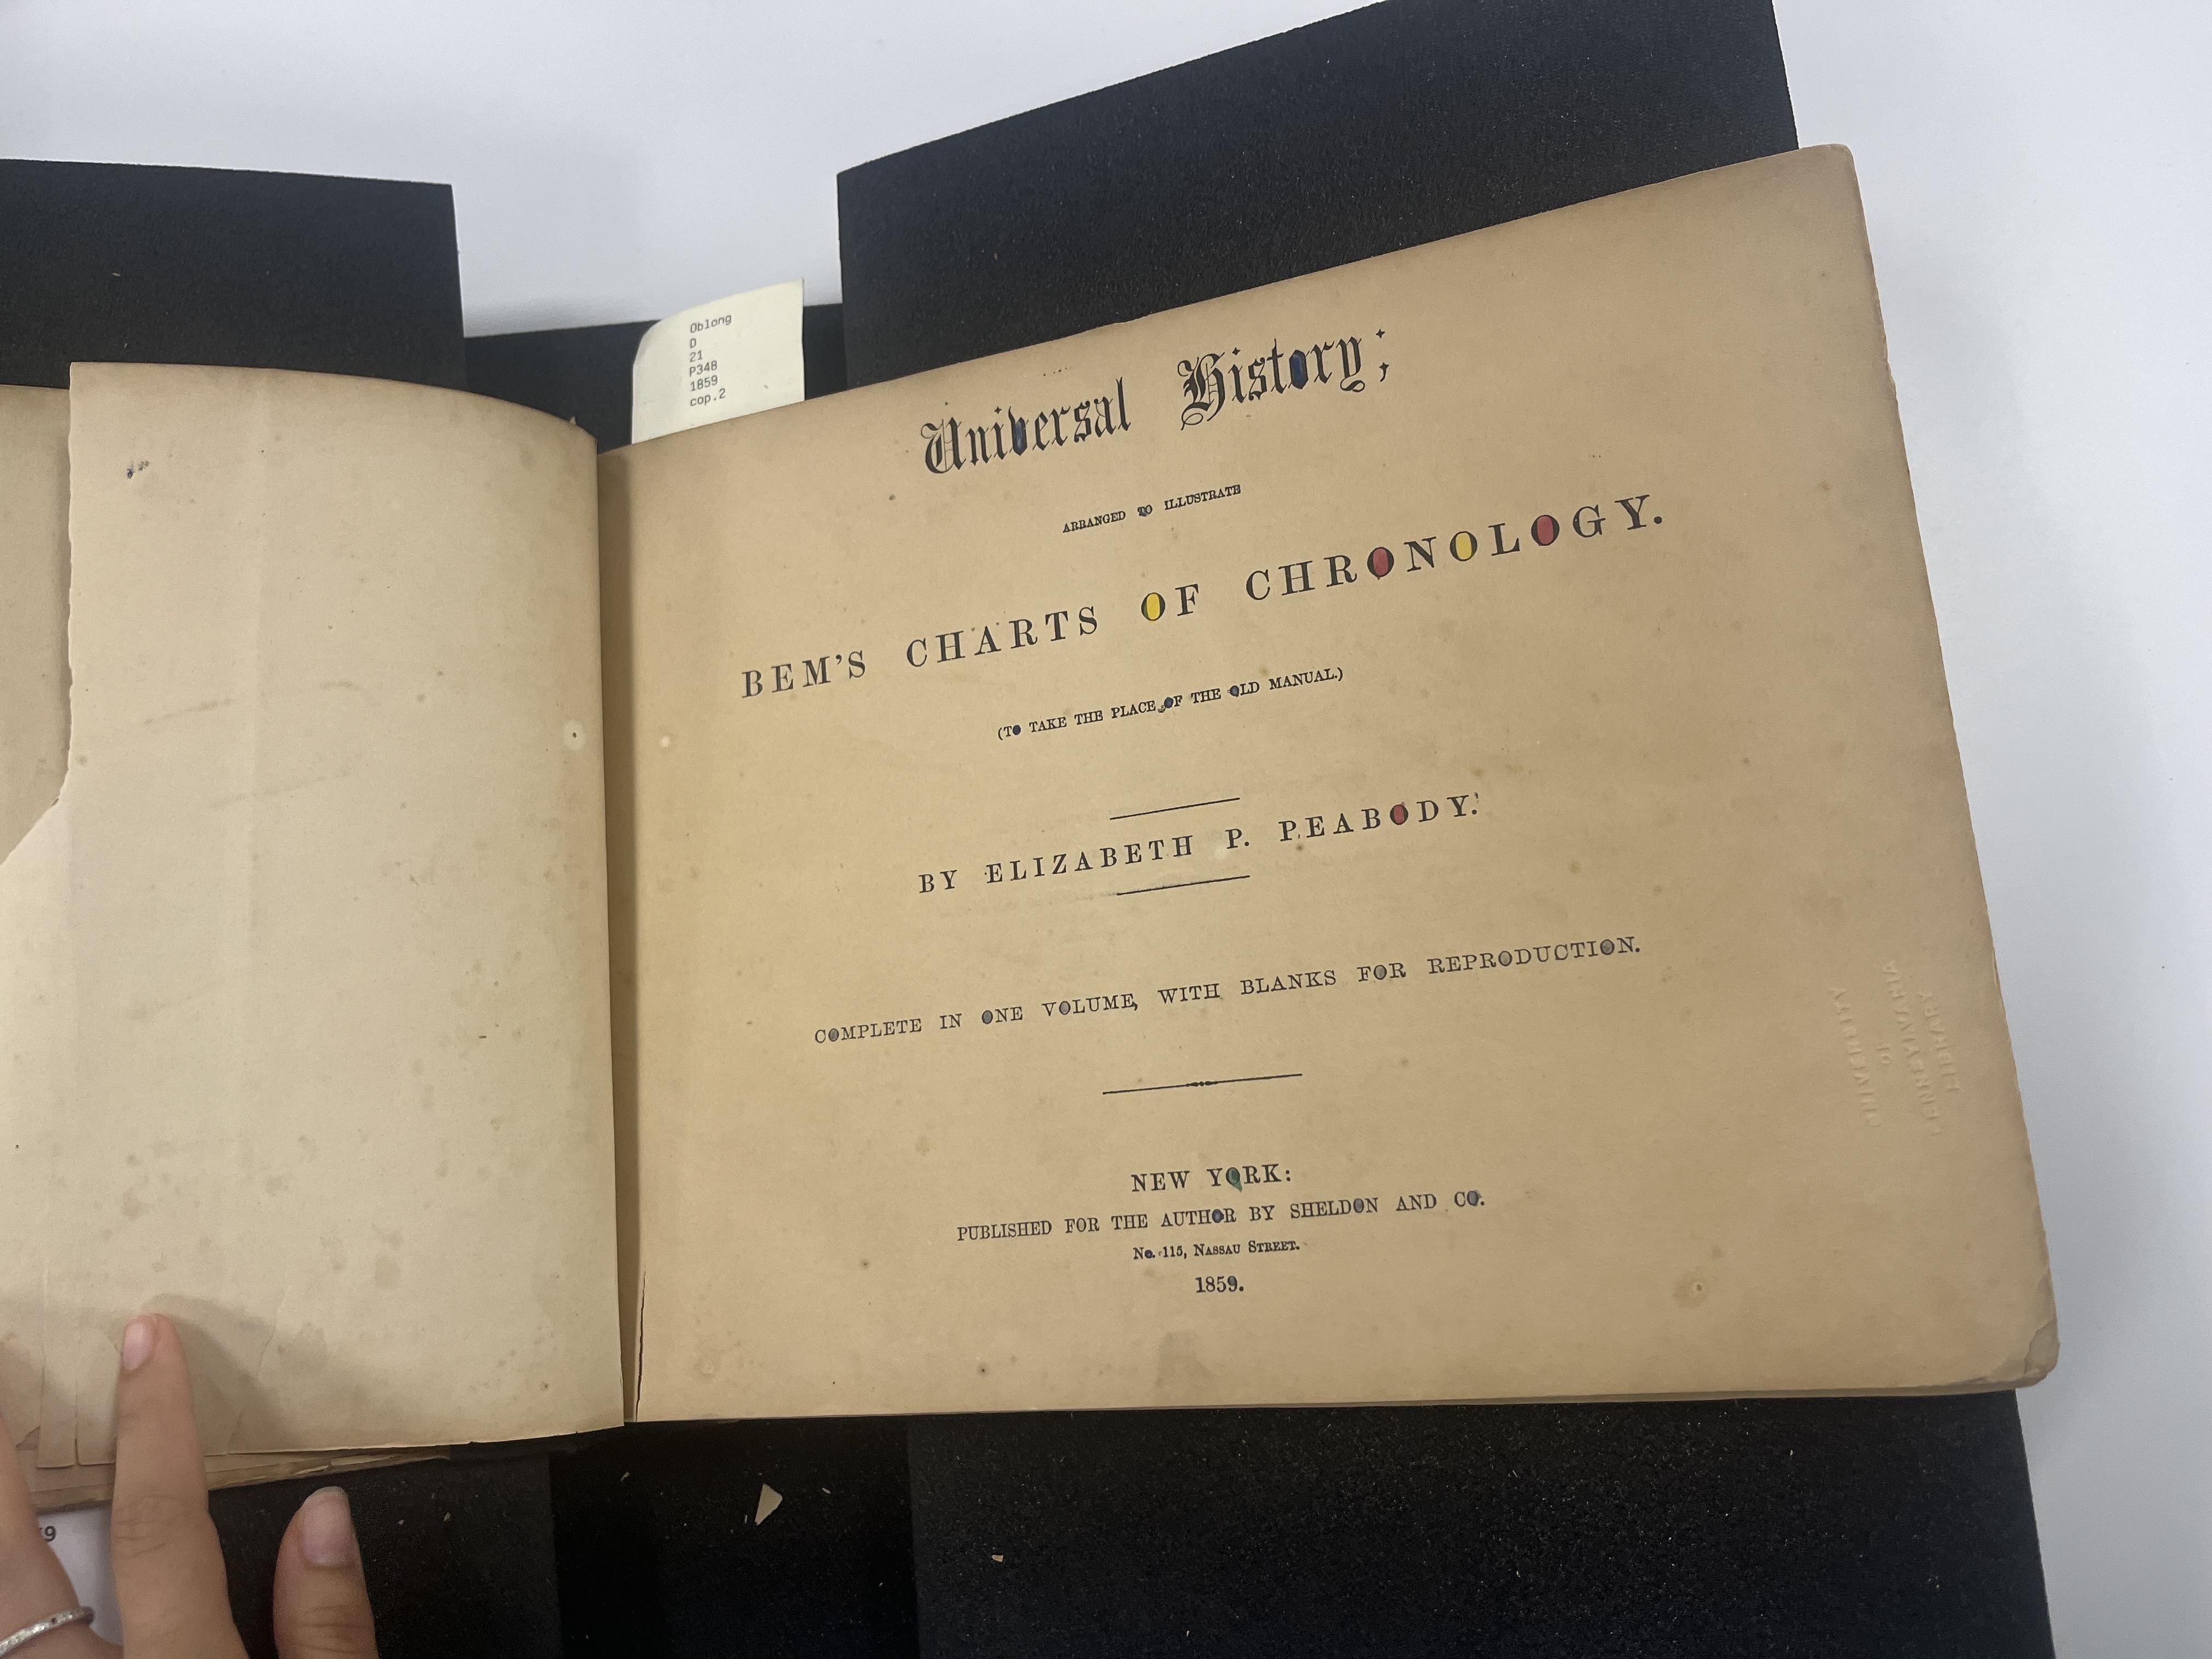 Oblong
D
21
P348
1859
cop.2
Universal History;
ARRANGED TO ILLUSTRATE
BEM'S CHARTS OF CHRONOLOGY.
(TO TAKE THE PLACE OF THE OLD MANUAL.)
BY ELIZABETH P. PEABODY.
COMPLETE IN ONE VOLUME, WITH BLANKS FOR REPRODUCTION.
NEW YORK:
PUBLISHED FOR THE AUTHOR BY SHELDON AND CO.
No. 115, NASSAU STREET.
1859.
UNIVERSITY
OF
PENNSYLVANIA
LIBRARY
9